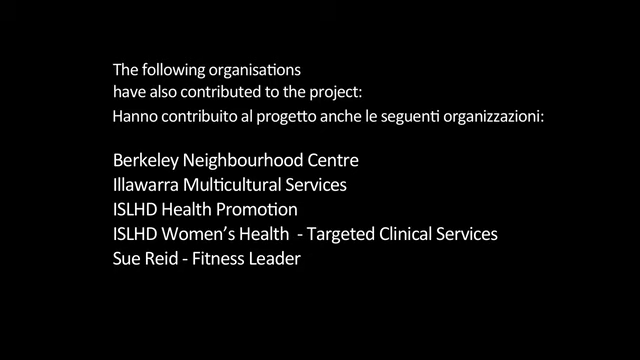 The following organisations
have also contributed to the project:
Hanno contribuito al progetto anche le seguenti organizzazioni:
Berkeley Neighbourhood Centre
Illawarra Multicultural Services
ISLHD Health Promotion
ISLHD Women’s Health  - Targeted Clinical Services
Sue Reid - Fitness Leader